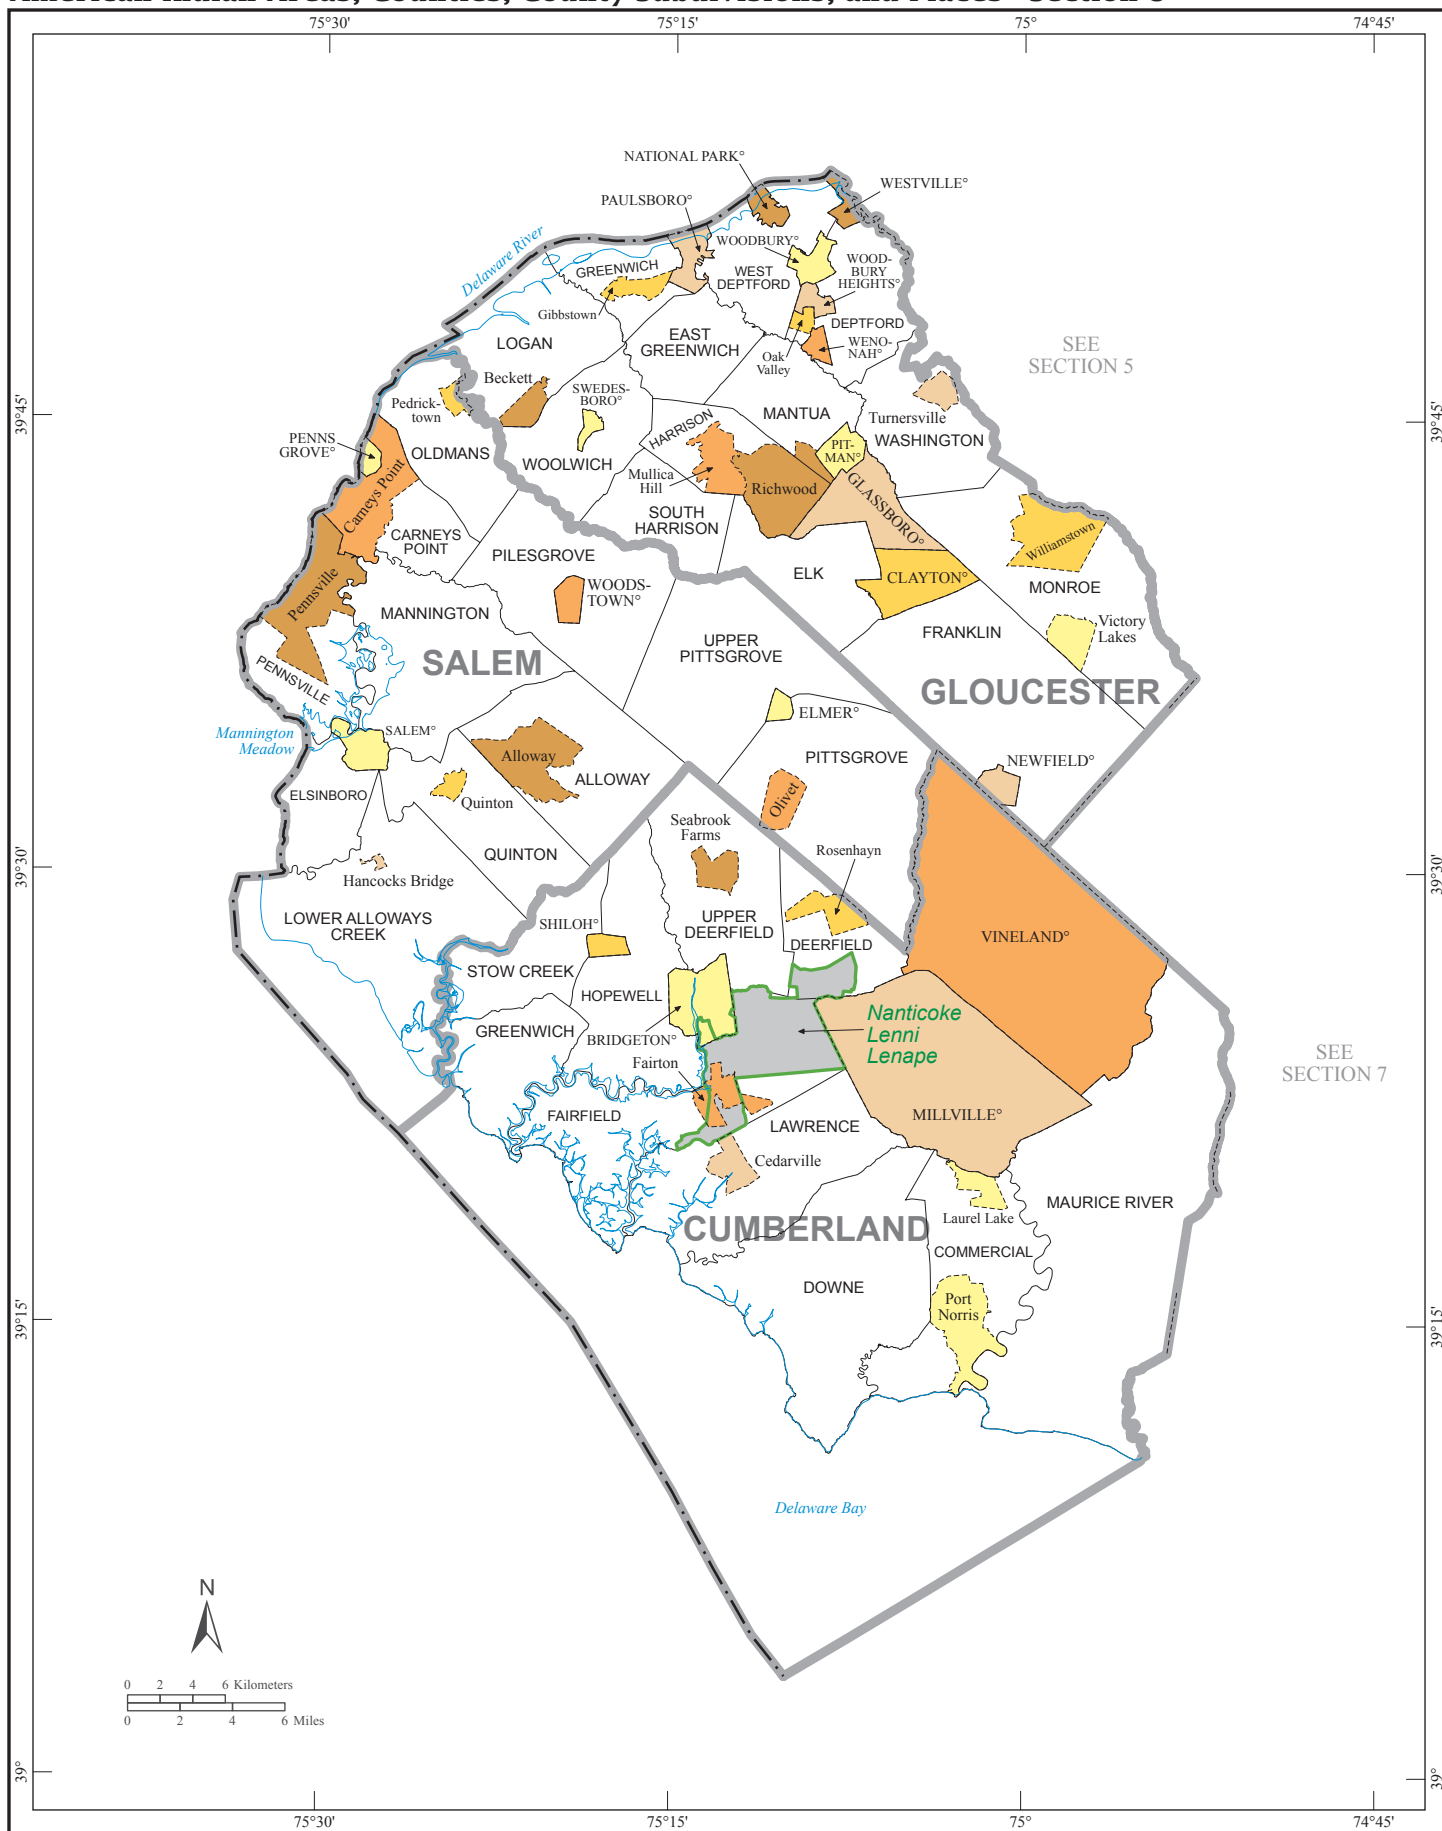 75°30'
75°15'
75°
74°45'
NATIONAL PARK°
WESTVILLE°
PAULSBORO°
WOODBURY°
Delaware River
GREENWICH
WEST
DEPTFORD
WOOD-
BURY
HEIGHTS°
Gibbstown
DEPTFORD
EAST
GREENWICH
LOGAN
Oak
Valley
WENO-
NAH°
SEE
SECTION 5
Beckett
SWEDES-
BORO°
Pedrick-
town
39°45'
39°45'
MANTUA
Turnersville
WASHINGTON
HARRISON
PENNS
GROVE°
OLDMANS
WOOLWICH
PIT-
MAN°
Mullica
Hill
Richwood
GLASSBORO°
Carneys Point
SOUTH
HARRISON
CARNEYS
POINT
Williamstown
PILESGROVE
ELK
CLAYTON°
MONROE
Pennsville
MANNINGTON
WOODS-
TOWN°
Victory
Lakes
FRANKLIN
UPPER
PITTSGROVE
SALEM
PENNSVILLE
GLOUCESTER
ELMER°
Mannington
Meadow
SALEM°
Alloway
ALLOWAY
PITTSGROVE
NEWFIELD°
ELSINBORO
Quinton
Olivet
Seabrook
Farms
QUINTON
Rosenhayn
39°30'
39°30'
Hancocks Bridge
LOWER ALLOWAYS
CREEK
SHILOH°
UPPER
DEERFIELD
DEERFIELD
VINELAND°
STOW CREEK
HOPEWELL
Nanticoke
Lenni
Lenape
GREENWICH
BRIDGETON°
Fairton
SEE
SECTION 7
FAIRFIELD
LAWRENCE
MILLVILLE°
Cedarville
MAURICE RIVER
Laurel Lake
CUMBERLAND
COMMERCIAL
DOWNE
Port
Norris
39°15'
39°15'
Delaware Bay
N
0 2 4 6 Kilometers
0 2 4 6 Miles
39°
39°
75°30'
75°15'
75°
74°45'